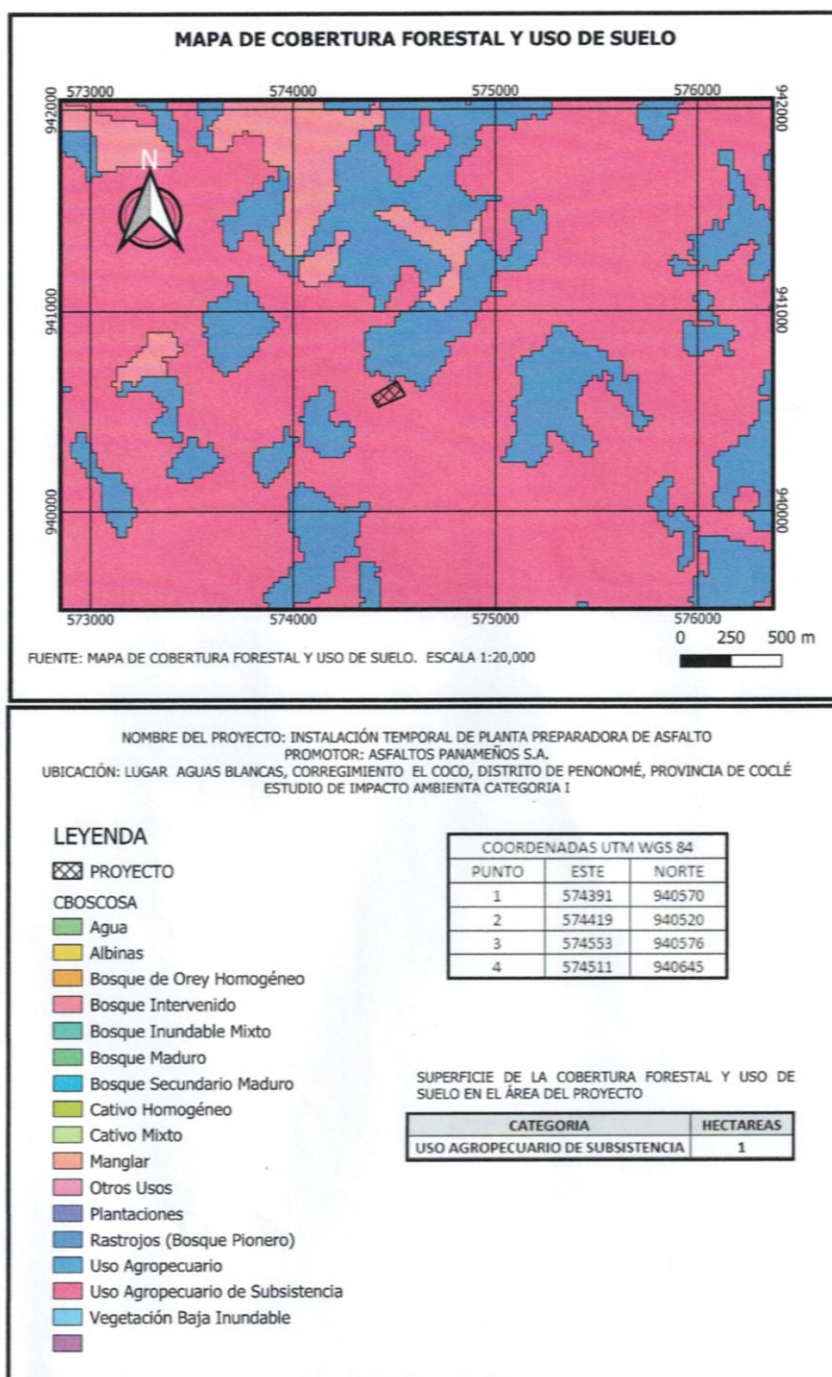 MAPA DE COBERTURA FORESTAL Y USO DE SUELO
573000 574000 575000 576000
942000 942000
N
941000 941000
940000 940000
573000 574000 575000 576000
0 250 500 m
FUENTE: MAPA DE COBERTURA FORESTAL Y USO DE SUELO. ESCALA 1:20,000
NOMBRE DEL PROYECTO: INSTALACIÓN TEMPORAL DE PLANTA PREPARADORA DE ASFALTO
PROMOTOR: ASFALTOS PANAMEÑOS S.A.
UBICACIÓN: LUGAR AGUAS BLANCAS, CORREGIMIENTO EL COCO, DISTRITO DE PENONOMÉ, PROVINCIA DE COCLÉ
ESTUDIO DE IMPACTO AMBIENTA CATEGORIA I
LEYENDA
PROYECTO
CBOSCOSA
Agua
Albinas
Bosque de Orey Homogéneo
Bosque Intervenido
Bosque Inundable Mixto
Bosque Maduro
Bosque Secundario Maduro
Cativo Homogéneo
Cativo Mixto
Manglar
Otros Usos
Plantaciones
Rastrojos (Bosque Pionero)
Uso Agropecuario
Uso Agropecuario de Subsistencia
Vegetación Baja Inundable
COORDENADAS UTM WGS 84
PUNTO ESTE NORTE
1 574391 940570
2 574419 940520
3 574553 940576
4 574511 940645
SUPERFICIE DE LA COBERTURA FORESTAL Y USO DE
SUELO EN EL ÁREA DEL PROYECTO
CATEGORIA HECTAREAS
USO AGROPECUARIO DE SUBSISTENCIA 1